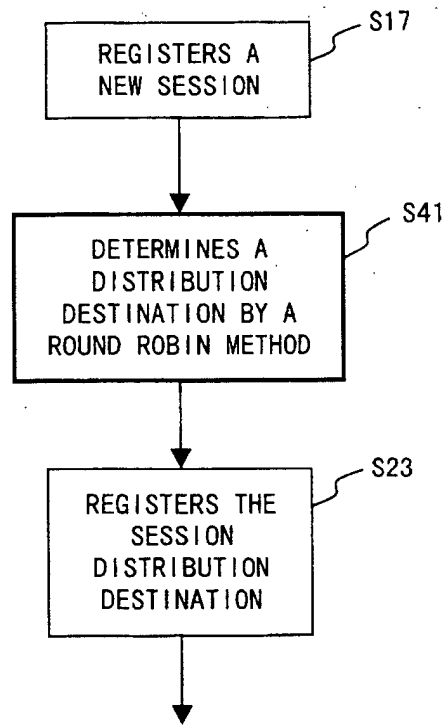 S17
REGISTERS A
NEW SESSION
S41
DETERMINES A
DISTRIBUTION
DESTINATION BY A
ROUND ROBIN METHOD
S23
REGISTERS THE
SESSION
DISTRIBUTION
DESTINATION